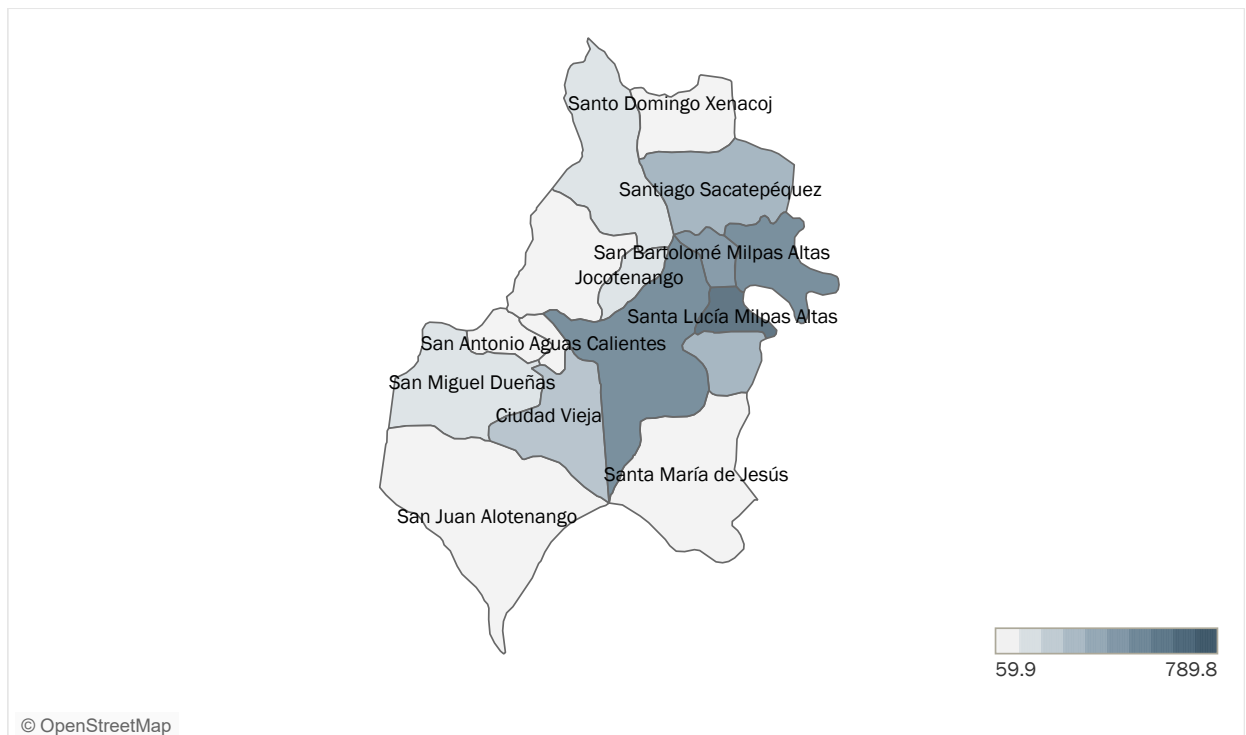 Santo Domingo Xenacoj
Santiago Sacatepéquez
San Bartolomé Milpas Altas
Jocotenango
Santa Lucía Milpas Altas
San Antonio Aguas Calientes
San Miguel Dueñas
Ciudad Vieja
Santa María de Jesús
San Juan Alotenango
59.9
789.8
© OpenStreetMap